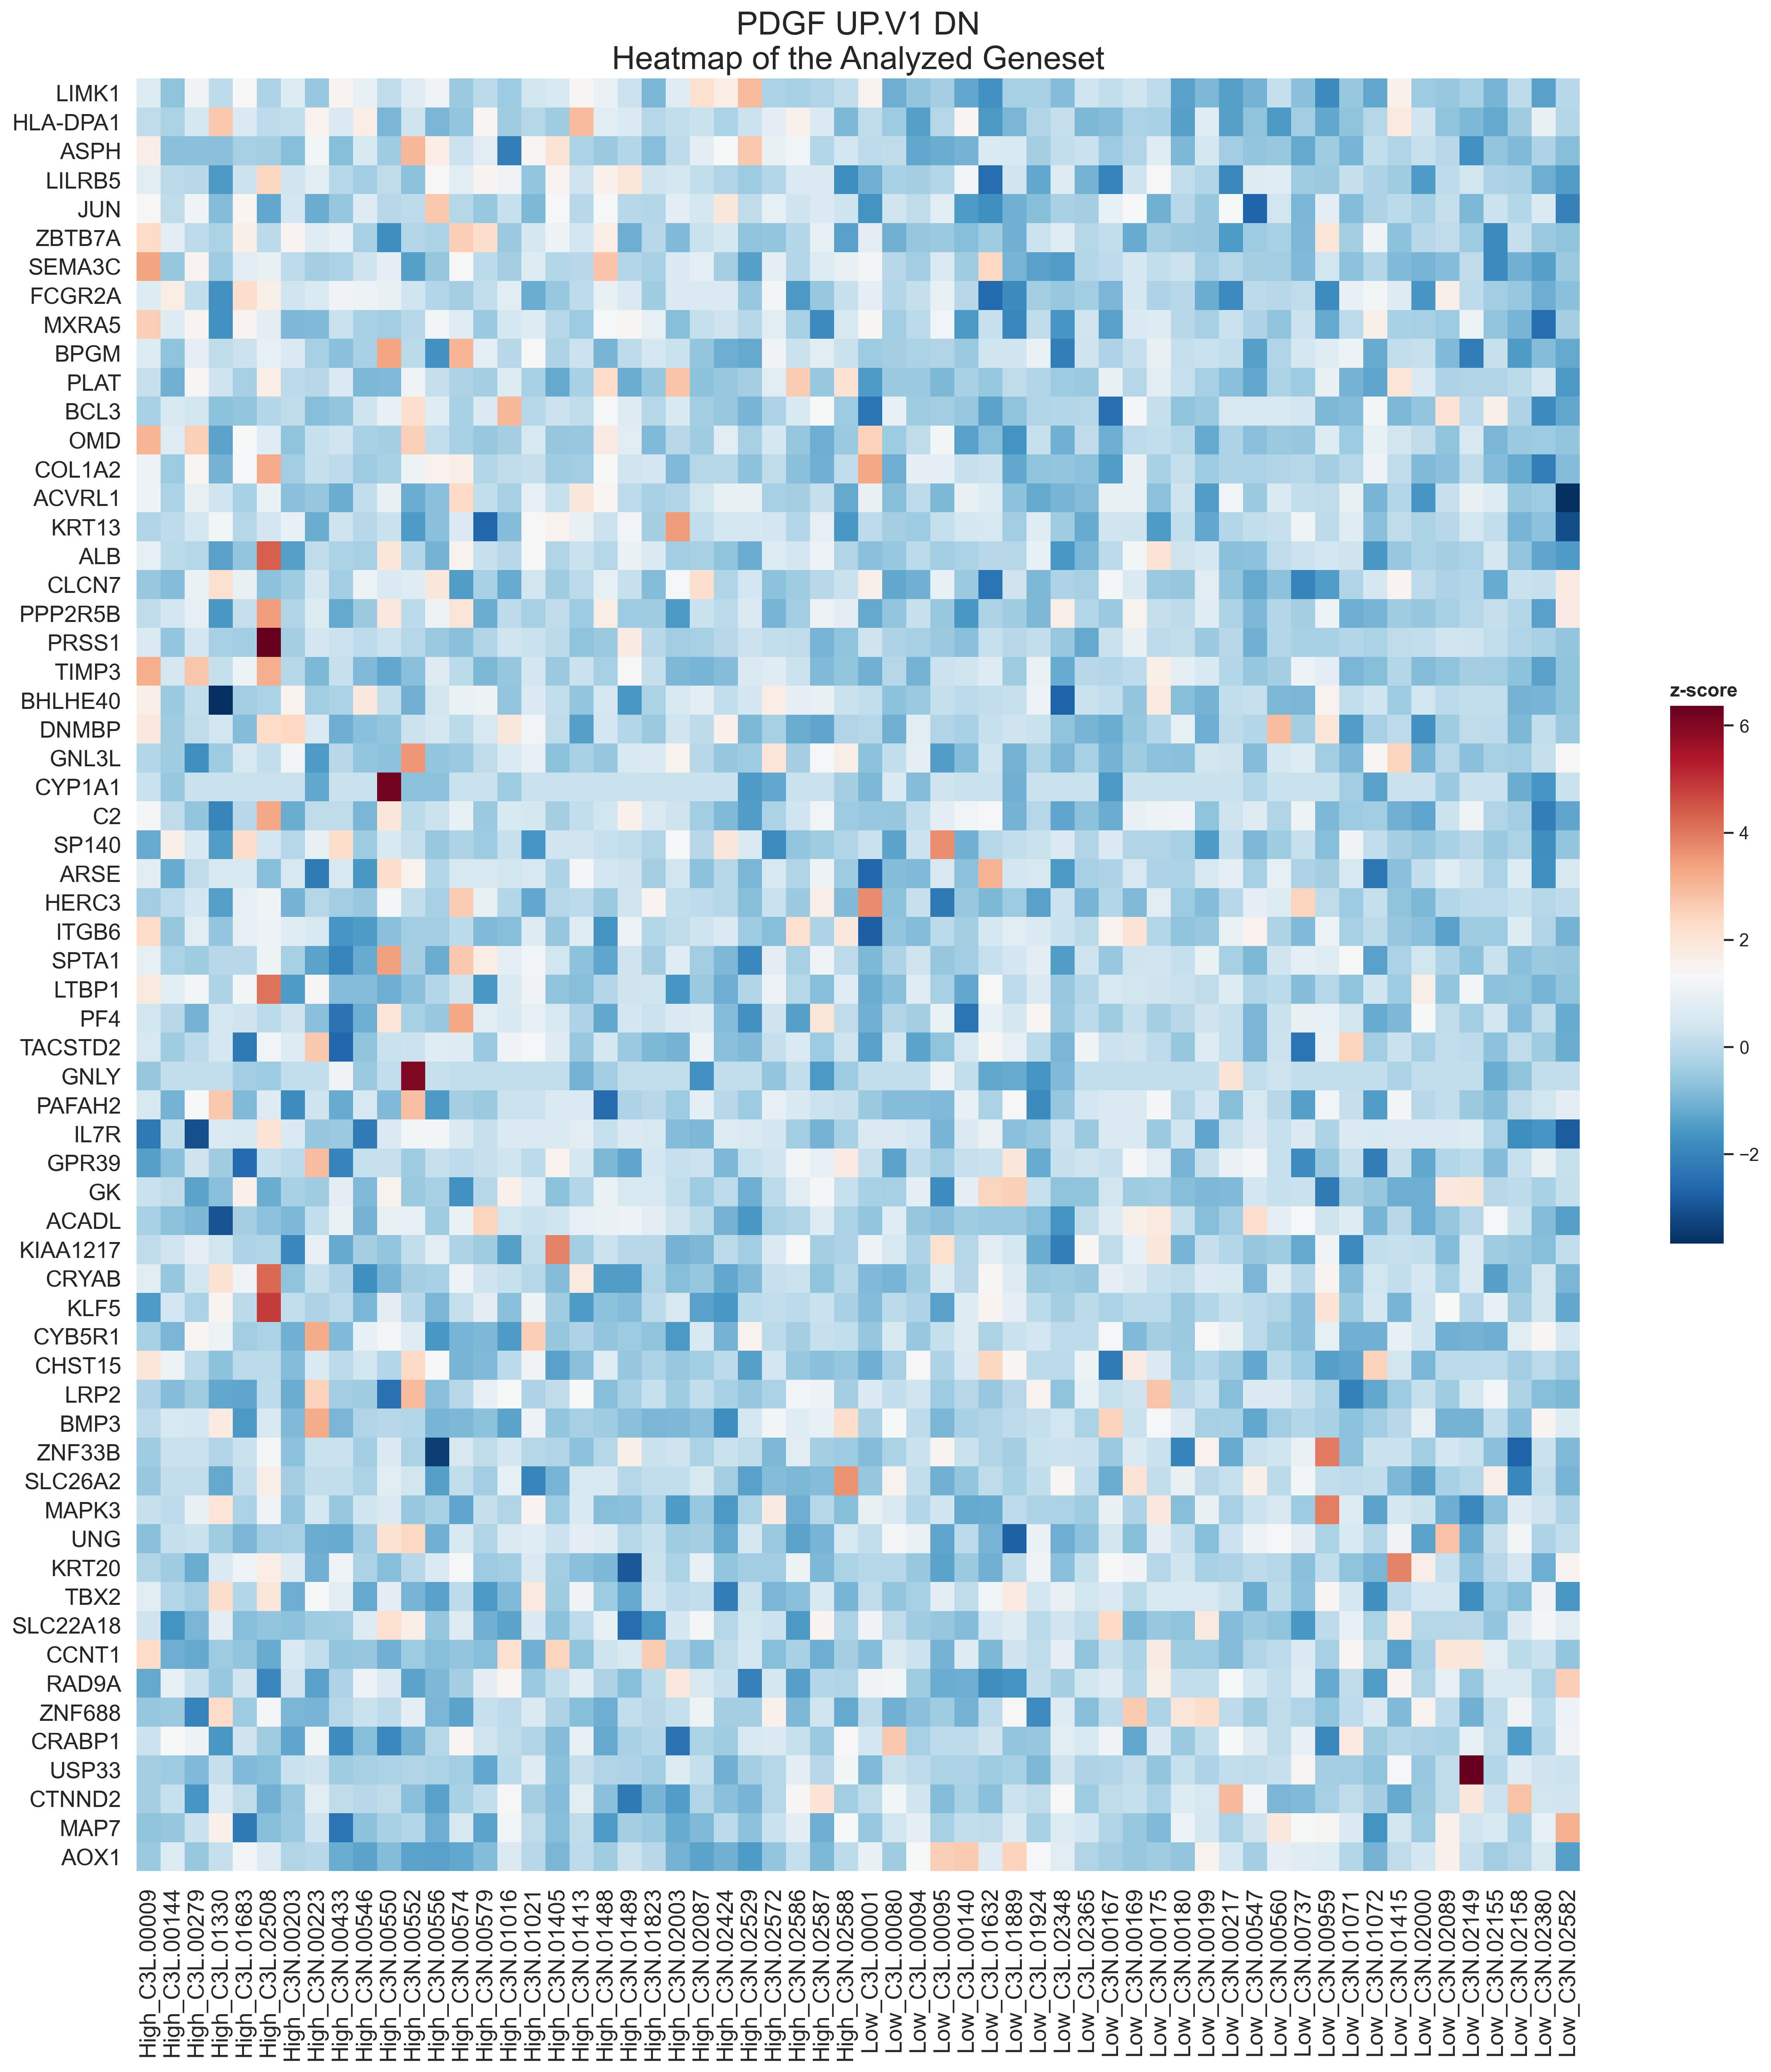 PDGF UP.V1 DN
Heatmap of the Analyzed Geneset
LIMK1
HLA-DPA1
ASPH
LILRB5
JUN
ZBTB7A
SEMA3C
FCGR2A
MXRA5
BPGM
PLAT
BCL3
OMD
COL1A2
ACVRL1
KRT13
ALB
CLCN7
PPP2R5B
PRSS1
TIMP3
BHLHE40
DNMBP
GNL3L
CYP1A1
C2
SP140
ARSE
HERC3
ITGB6
SPTA1
LTBP1
PF4
TACSTD2
GNLY
PAFAH2
IL7R
GPR39
GK
ACADL
KIAA1217
CRYAB
KLF5
CYB5R1
CHST15
LRP2
BMP3
ZNF33B
SLC26A2
MAPK3
UNG
KRT20
TBX2
SLC22A18
CCNT1
RAD9A
ZNF688
CRABP1
USP33
CTNND2
MAP7
AOX1
z-score
6
4
2
0
−2
High_C3L.00009
High_C3L.00144
High_C3L.00279
High_C3L.01330
High_C3L.01683
High_C3L.02508
High_C3N.00203
High_C3N.00223
High_C3N.00433
High_C3N.00546
High_C3N.00550
High_C3N.00552
High_C3N.00556
High_C3N.00574
High_C3N.00579
High_C3N.01016
High_C3N.01021
High_C3N.01405
High_C3N.01413
High_C3N.01488
High_C3N.01489
High_C3N.01823
High_C3N.02003
High_C3N.02087
High_C3N.02424
High_C3N.02529
High_C3N.02572
High_C3N.02586
High_C3N.02587
High_C3N.02588
Low_C3L.00001
Low_C3L.00080
Low_C3L.00094
Low_C3L.00095
Low_C3L.00140
Low_C3L.01632
Low_C3L.01889
Low_C3L.01924
Low_C3L.02348
Low_C3L.02365
Low_C3N.00167
Low_C3N.00169
Low_C3N.00175
Low_C3N.00180
Low_C3N.00199
Low_C3N.00217
Low_C3N.00547
Low_C3N.00560
Low_C3N.00737
Low_C3N.00959
Low_C3N.01071
Low_C3N.01072
Low_C3N.01415
Low_C3N.02000
Low_C3N.02089
Low_C3N.02149
Low_C3N.02155
Low_C3N.02158
Low_C3N.02380
Low_C3N.02582